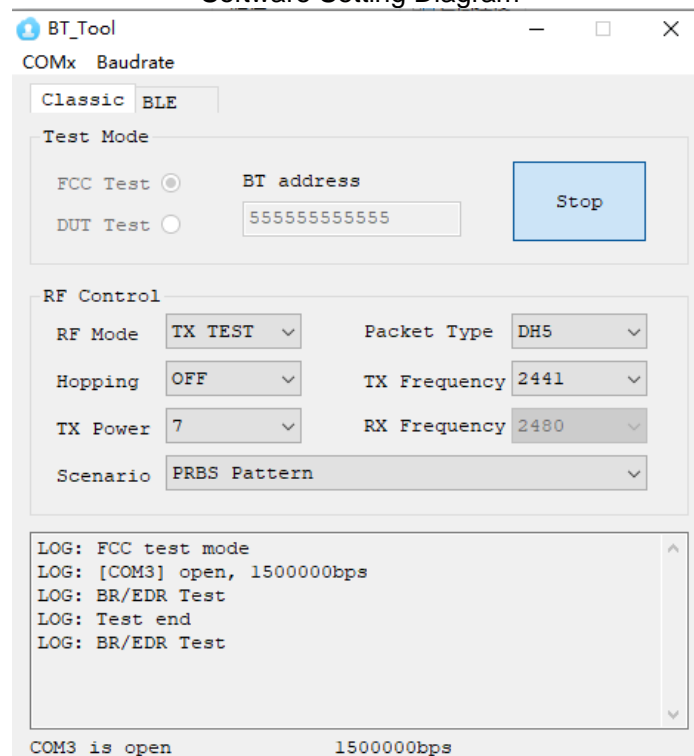 Software Setting Diagram
BT_Tool
COMx Baudrate
Classic BLE
Test Mode
FCC Test BT address
DUT Test 555555555555 Stop
RF Control
RF Mode TX TEST Packet Type DH5
Hopping OFF TX Frequency 2441
TX Power 7 RX Frequency 2480
Scenario PRBS Pattern
LOG: FCC test mode
LOG: [COM3] open, 1500000bps
LOG: BR/EDR Test
LOG: Test end
LOG: BR/EDR Test
COM3 is open 1500000bps